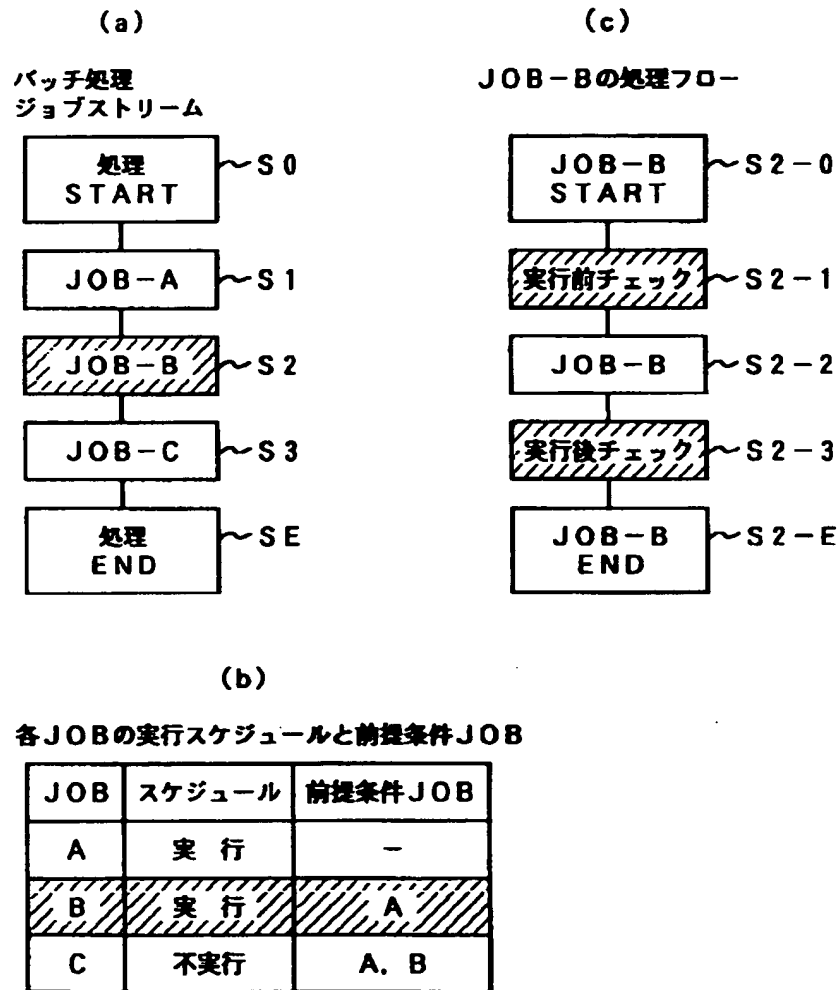 (a)
バッチ処理
ジョブストリーム
処理
START
~S0
JOB-A
~S1
JOB-B
~S2
JOB-C
~S3
処理
END
~SE
(c)
JOB-Bの処理フロー
JOB-B
START
~S2-0
実行前チェック
~S2-1
JOB-B
~S2-2
実行後チェック
~S2-3
JOB-B
END
~S2-E
(b)
各JOBの実行スケジュールと前提条件JOB
JOB スケジュール 前提条件JOB
A 実行 -
B 実行 A
C 不実行 A. B